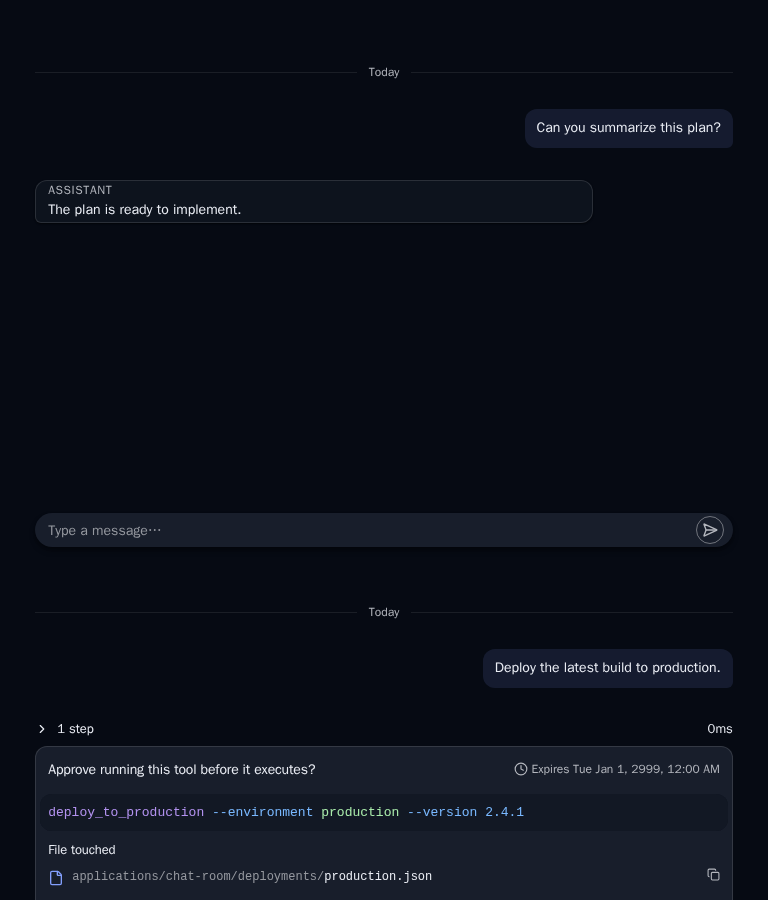 Today
Can you summarize this plan?
ASSISTANT
The plan is ready to implement.
Type a message…
Today
Deploy the latest build to production.
1 step 0ms
Approve running this tool before it executes? Expires Tue Jan 1, 2999, 12:00 AM
deploy_to_production --environment production --version 2.4.1
File touched
applications/chat-room/deployments/production.json